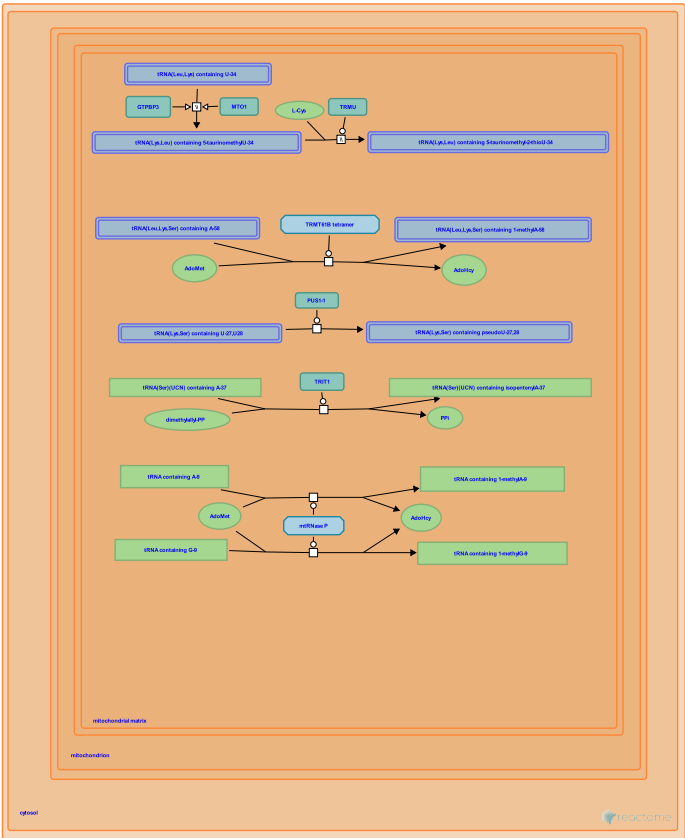 tRNA(Leu,Lys) containing U-34
GTPBP3
MTO1
L-Cys
TRMU
tRNA(Lys,Leu) containing 5-taurinomethylU-34
tRNA(Lys,Leu) containing 5-taurinomethyl-2-thioU-34
tRNA(Leu,Lys,Ser) containing A-58
TRMT61B tetramer
tRNA(Leu,Lys,Ser) containing 1-methylA-58
AdoMet
AdoHcy
PUS1-1
tRNA(Lys,Ser) containing U-27,U28
tRNA(Lys,Ser) containing pseudoU-27,28
TRIT1
tRNA(Ser)(UCN) containing A-37
tRNA(Ser)(UCN) containing isopentenylA-37
dimethylallyl-PP
PPi
tRNA containing A-9
tRNA containing 1-methylA-9
AdoMet
mtRNase P
AdoHcy
tRNA containing G-9
tRNA containing 1-methylG-9
mitochondrial matrix
mitochondrion
cytosol
reactome